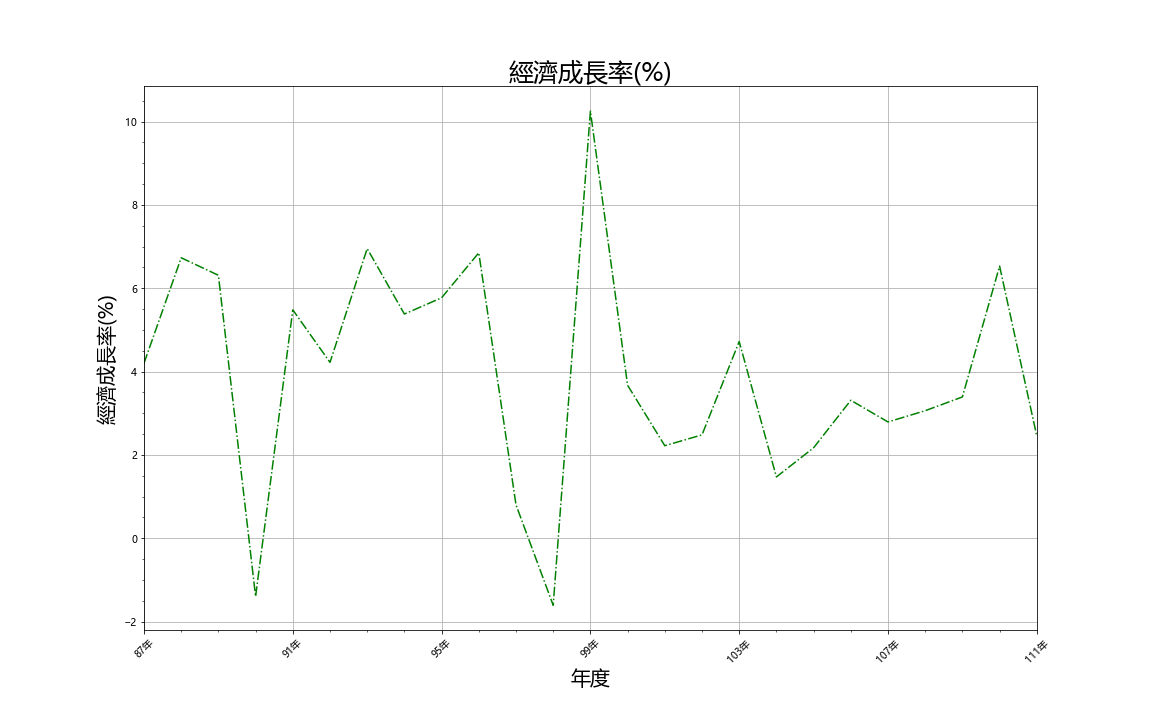 經濟成長率(%)
經濟成長率(%)
10
8
6
4
2
0
−2
87年
91年
95年
99年
103年
107年
111年
年度